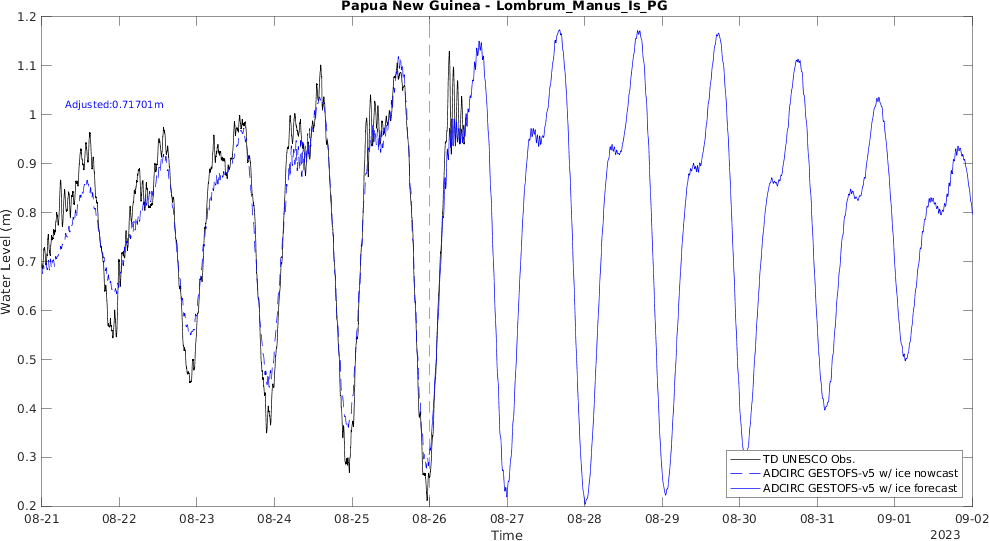 Papua New Guinea - Lombrum_Manus_Is_PG
1.2
1.1
1
0.9
0.8
0.7
0.6
0.5
0.4
0.3
0.2
Water Level (m)
Adjusted:0.71701m
TD UNESCO Obs.
ADCIRC GESTOFS-v5 w/ ice nowcast
ADCIRC GESTOFS-v5 w/ ice forecast
08-21 08-22 08-23 08-24 08-25 08-26 08-27 08-28 08-29 08-30 08-31 09-01 09-02
Time
2023